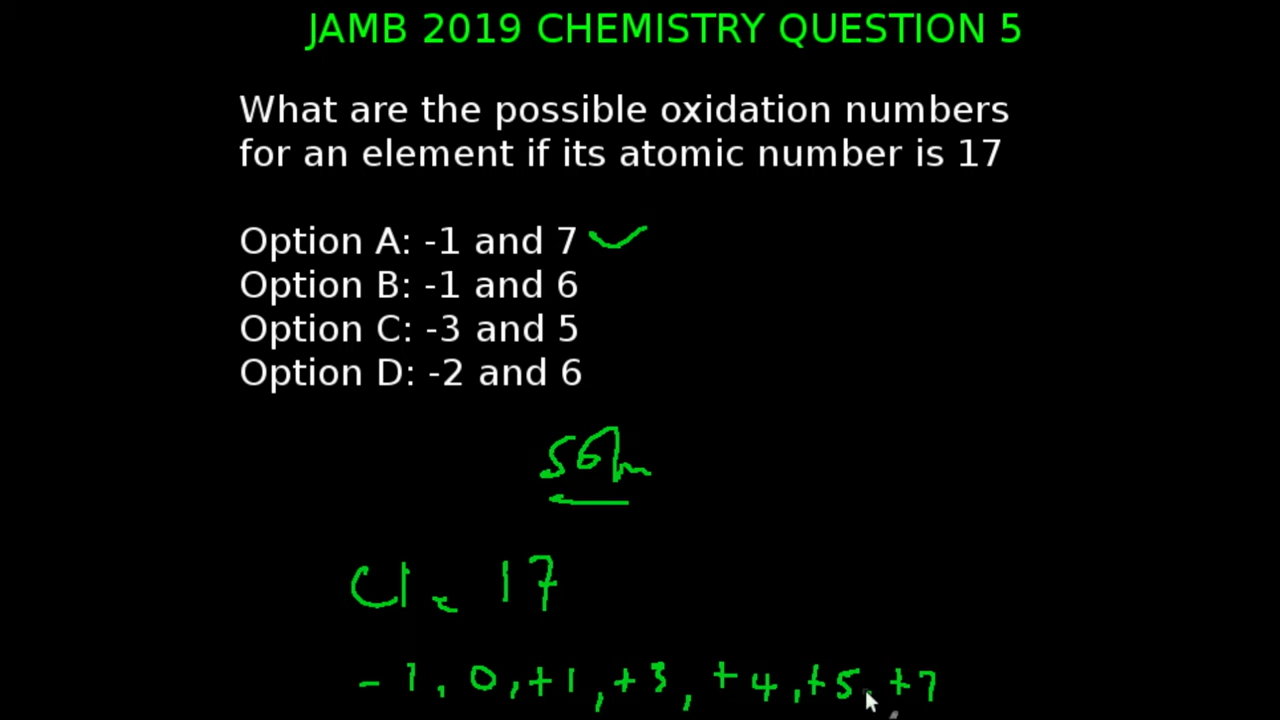 JAMB 2019 CHEMISTRY QUESTION 5
What are the possible oxidation numbers
for an element if its atomic number is 17
Option A: -1 and 7
Option B: -1 and 6
Option C: -3 and 5
Option D: -2 and 6
Soln
Cl = 17
-1, 0, +1, +3, +4, +5, +7